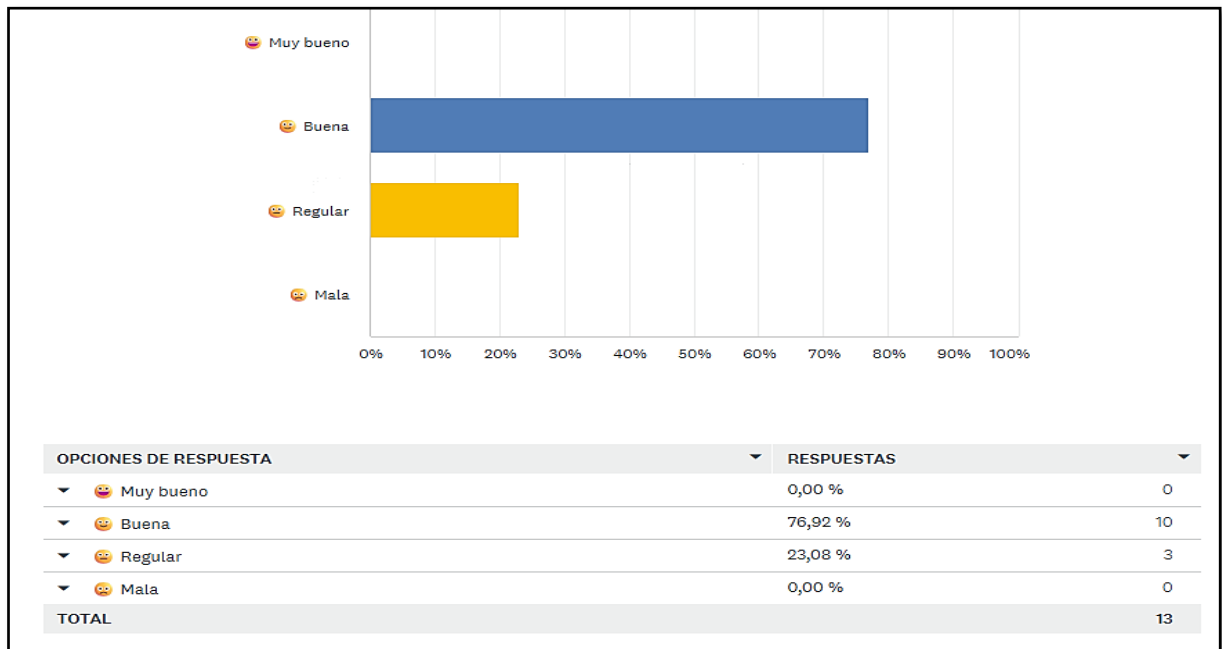 😀 Muy bueno
🙂 Buena
😐 Regular
🙁 Mala
0% 10% 20% 30% 40% 50% 60% 70% 80% 90% 100%
OPCIONES DE RESPUESTA RESPUESTAS
Muy bueno 0,00 % 0
Buena 76,92 % 10
Regular 23,08 % 3
Mala 0,00 % 0
TOTAL 13